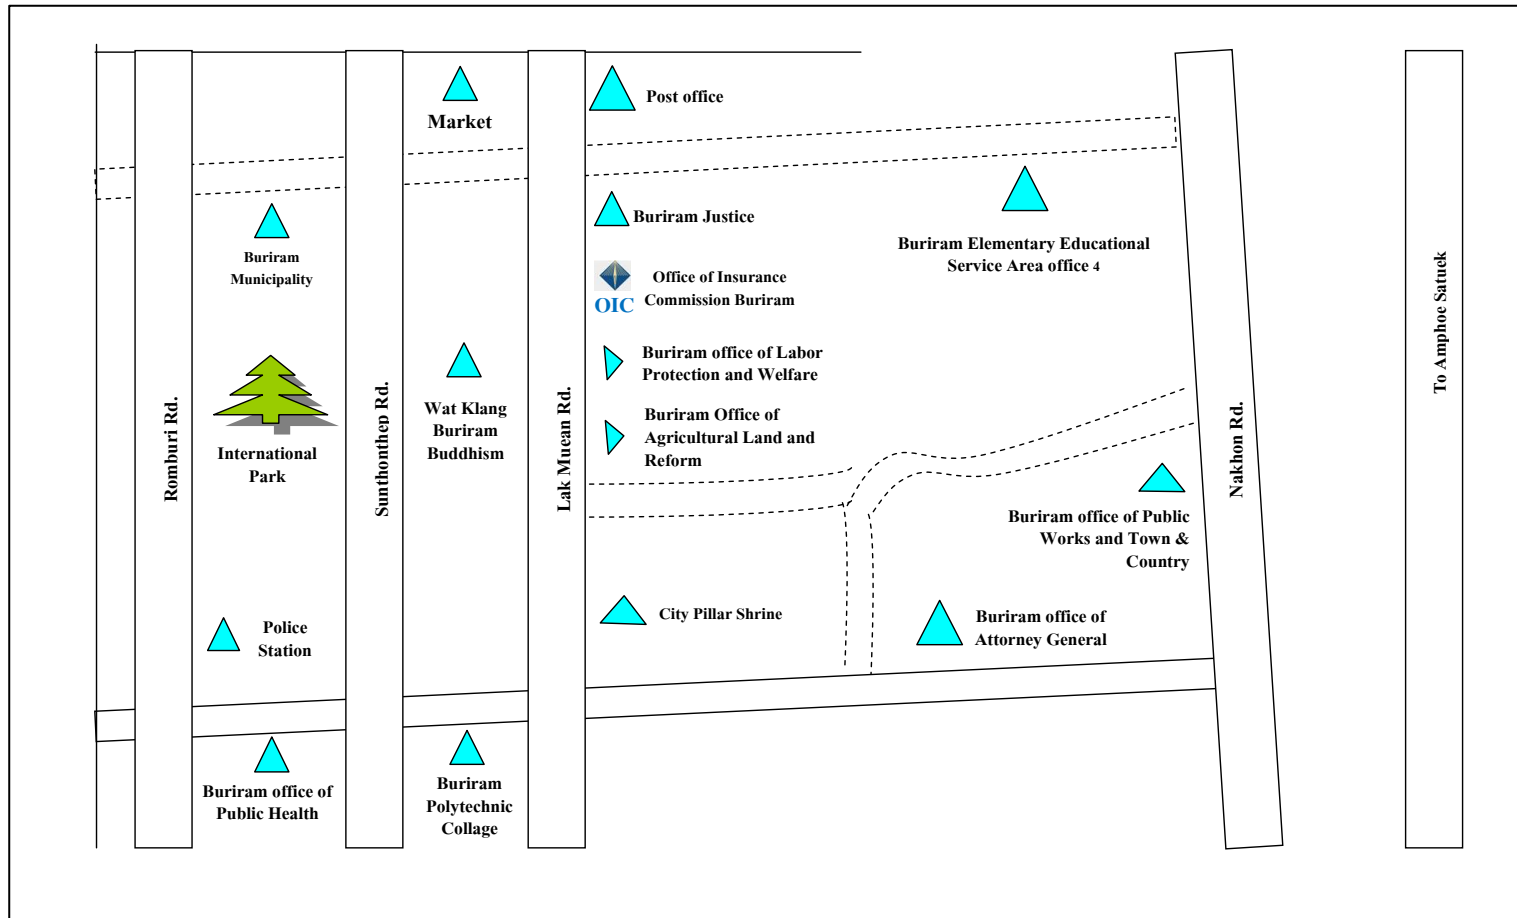 Post office
Market
Buriram Justice
Buriram
Municipality
Buriram Elementary Educational
Service Area office 4
OIC
Office of Insurance
Commission Buriram
Buriram office of Labor
Protection and Welfare
To Amphoe Satuek
Romburi Rd.
International
Park
Sunthonthep Rd.
Wat Klang
Buriram
Buddhism
Lak Muean Rd.
Buriram Office of
Agricultural Land and
Reform
Nakhon Rd.
Buriram office of Public
Works and Town &
Country
Police
Station
City Pillar Shrine
Buriram office of
Attorney General
Buriram office of
Public Health
Buriram
Polytechnic
Collage